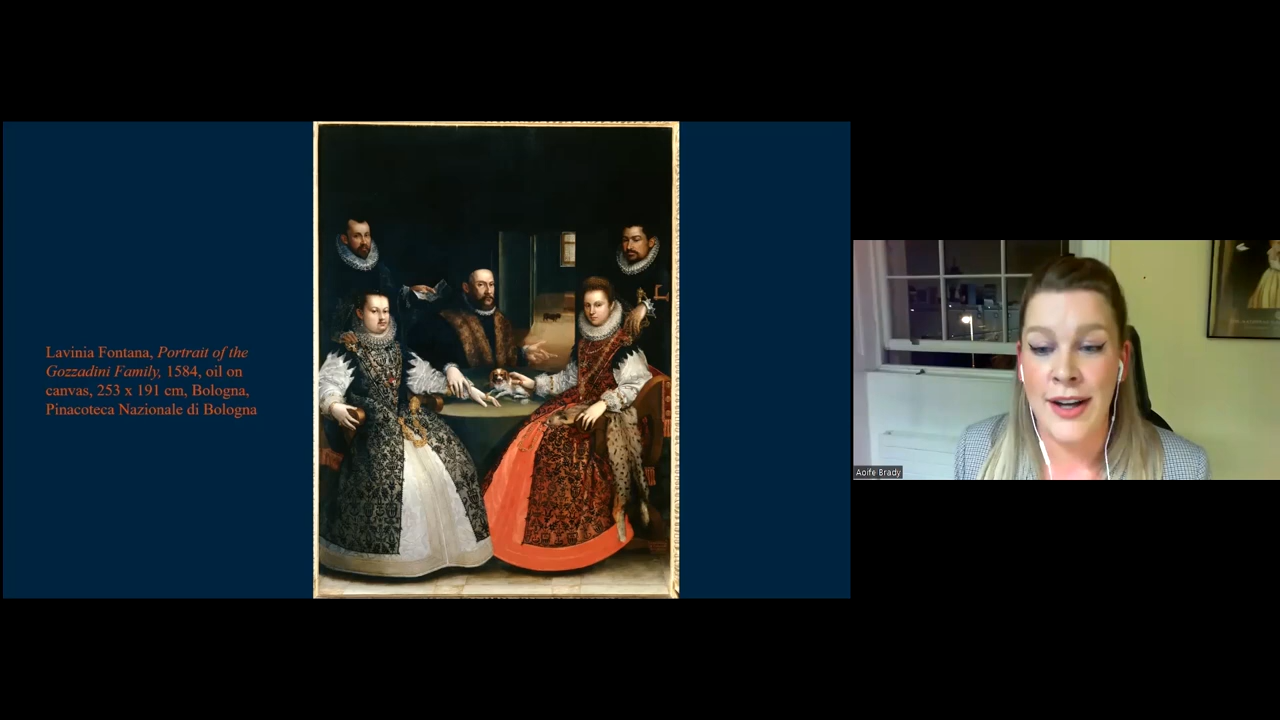 Lavinia Fontana, Portrait of the
Gozzadini Family, 1584, oil on
canvas, 253 x 191 cm, Bologna,
Pinacoteca Nazionale di Bologna
Aoife Brady